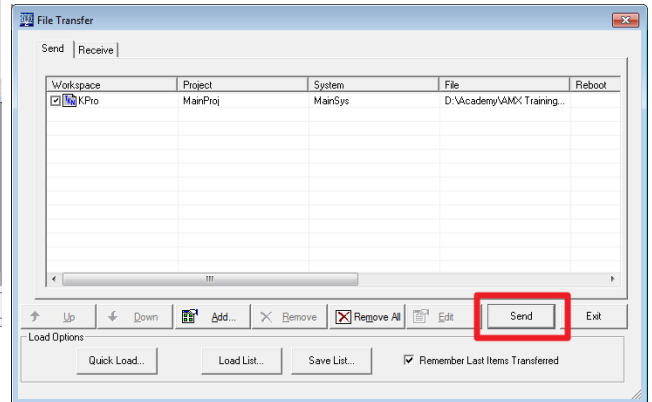 File Transfer
Send Receive
Workspace Project System File Reboot
KPro MainProj MainSys D:\Academy\AMX Training...
Up Down Add... Remove Remove All Edit Send Exit
Load Options
Quick Load... Load List... Save List... Remember Last Items Transferred